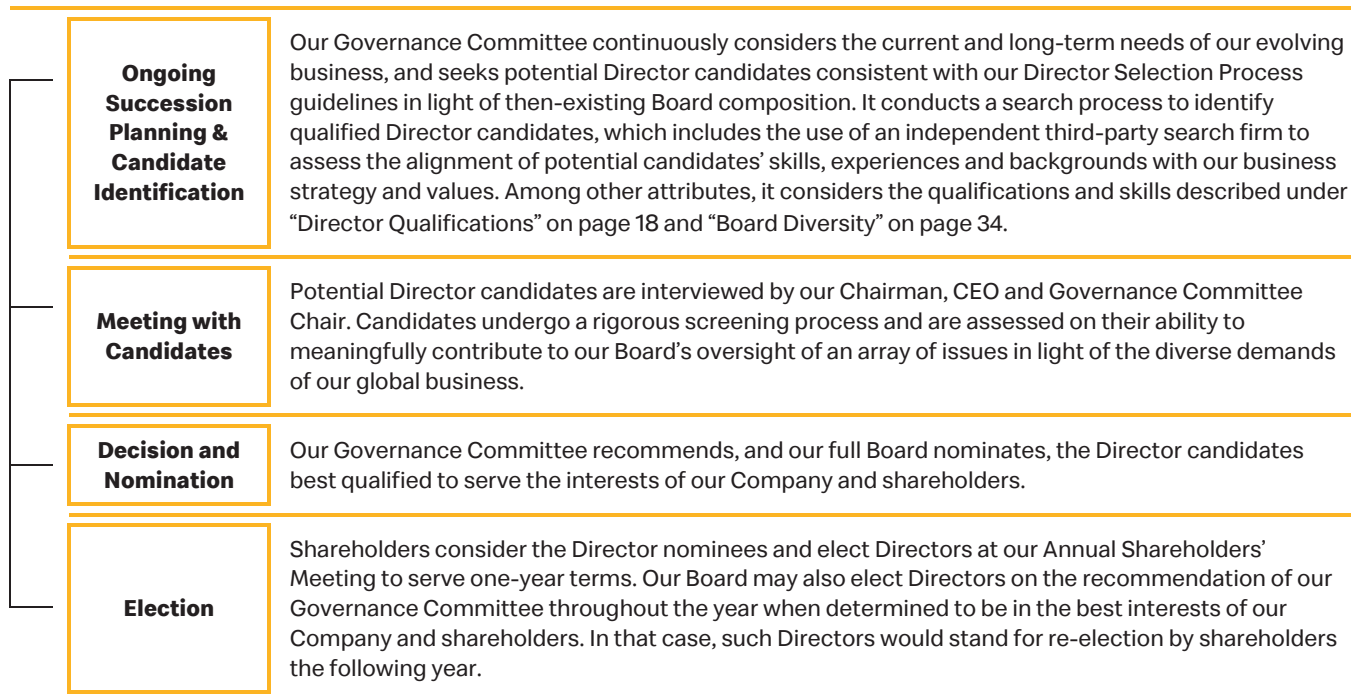 Ongoing
Succession
Planning &
Candidate
Identification
Our Governance Committee continuously considers the current and long-term needs of our evolving
business, and seeks potential Director candidates consistent with our Director Selection Process
guidelines in light of then-existing Board composition. It conducts a search process to identify
qualified Director candidates, which includes the use of an independent third-party search firm to
assess the alignment of potential candidates’ skills, experiences and backgrounds with our business
strategy and values. Among other attributes, it considers the qualifications and skills described under
“Director Qualifications” on page 18 and “Board Diversity” on page 34.
Meeting with
Candidates
Potential Director candidates are interviewed by our Chairman, CEO and Governance Committee
Chair. Candidates undergo a rigorous screening process and are assessed on their ability to
meaningfully contribute to our Board’s oversight of an array of issues in light of the diverse demands
of our global business.
Decision and
Nomination
Our Governance Committee recommends, and our full Board nominates, the Director candidates
best qualified to serve the interests of our Company and shareholders.
Election
Shareholders consider the Director nominees and elect Directors at our Annual Shareholders’
Meeting to serve one-year terms. Our Board may also elect Directors on the recommendation of our
Governance Committee throughout the year when determined to be in the best interests of our
Company and shareholders. In that case, such Directors would stand for re-election by shareholders
the following year.